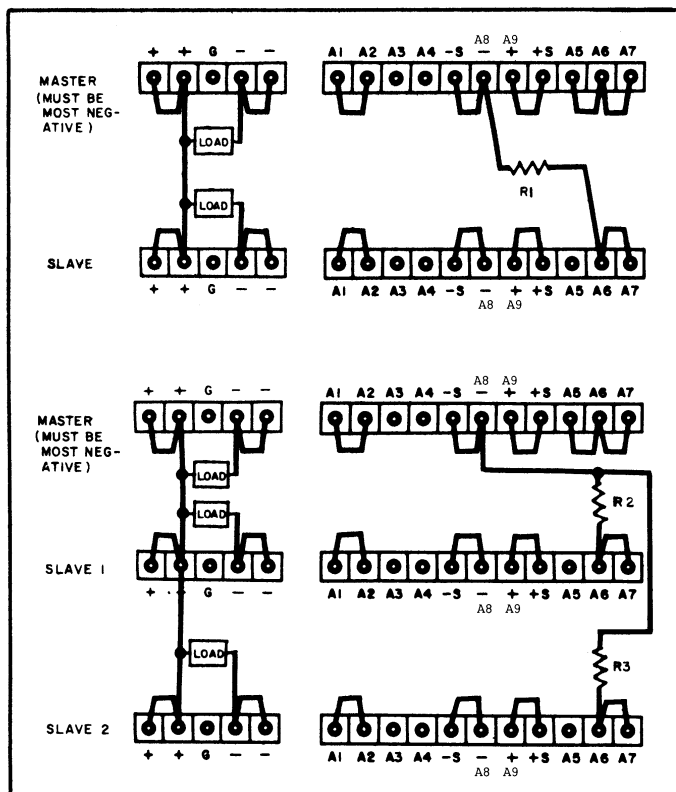 A8 A9
+ + G – – A1 A2 A3 A4 –S – + +S A5 A6 A7
MASTER
(MUST BE
MOST NEG-
ATIVE)
LOAD
R1
LOAD
SLAVE
+ + G – – A1 A2 A3 A4 –S – + +S A5 A6 A7
A8 A9
A8 A9
+ + G – – A1 A2 A3 A4 –S – + +S A5 A6 A7
MASTER
(MUST BE
MOST NEG-
ATIVE)
LOAD
R2
LOAD
SLAVE 1
+ G – – A1 A2 A3 A4 –S – + +S A5 A6 A7
A8 A9
LOAD
R3
SLAVE 2
+ + G – – A1 A2 A3 A4 –S – + +S A5 A6 A7
A8 A9